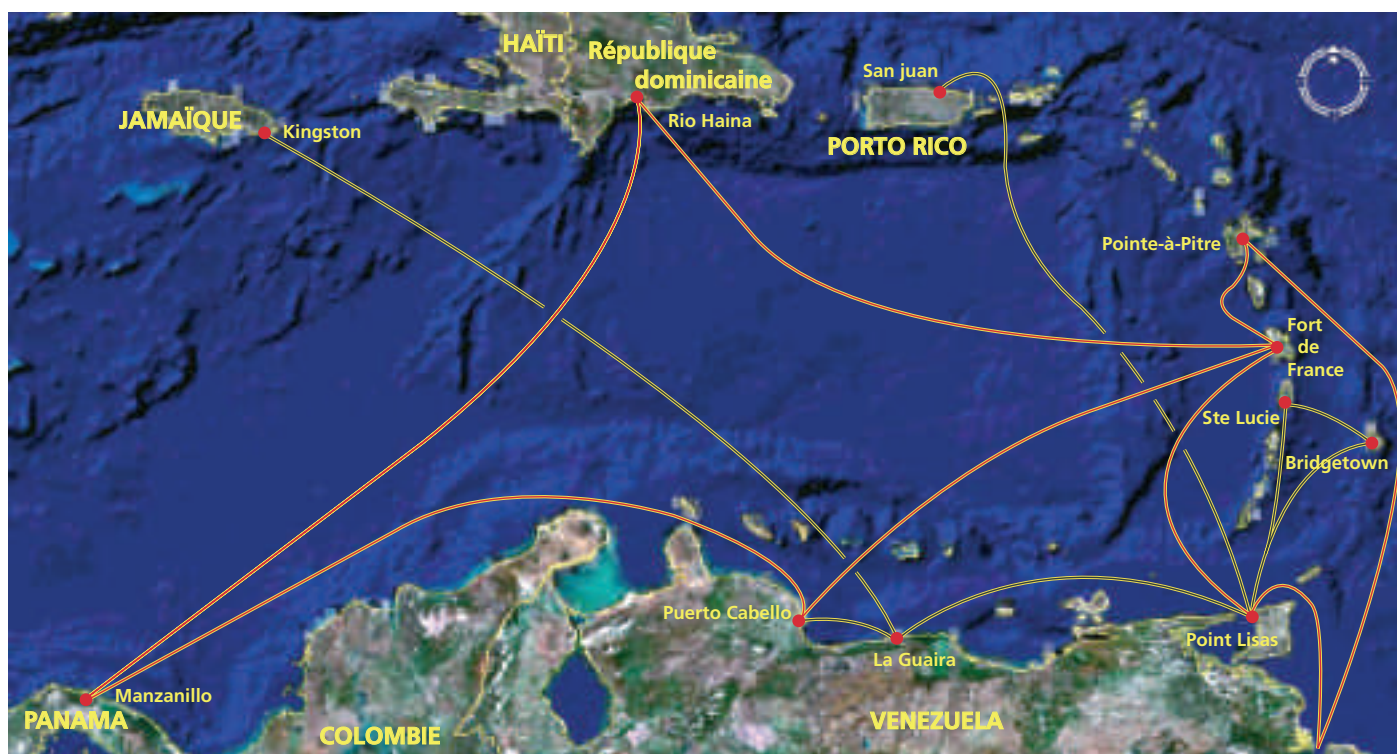 HAÏTI
République
dominicaine
San juan
JAMAÏQUE
Kingston
Rio Haina
PORTO RICO
Pointe-à-Pitre
Fort
de
France
Ste Lucie
Bridgetown
Puerto Cabello
La Guaira
Point Lisas
Manzanillo
PANAMA
COLOMBIE
VENEZUELA